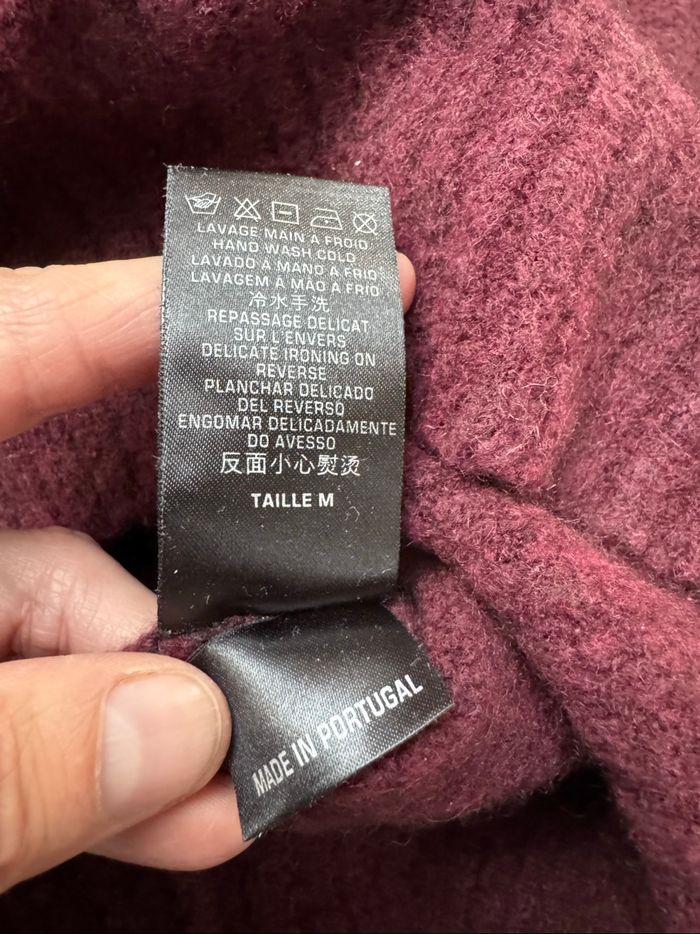 LAVAGE MAIN A FROID
HAND WASH COLD
LAVADO A MANO A FRIO
LAVAGEM A MÃO A FRIO
冷水手洗
REPASSAGE DELICAT
SUR L'ENVERS
DELICATE IRONING ON
REVERSE
PLANCHAR DELICADO
DEL REVERSO
ENGOMAR DELICADAMENTE
DO AVESSO
反面小心熨烫
TAILLE M
MADE IN PORTUGAL